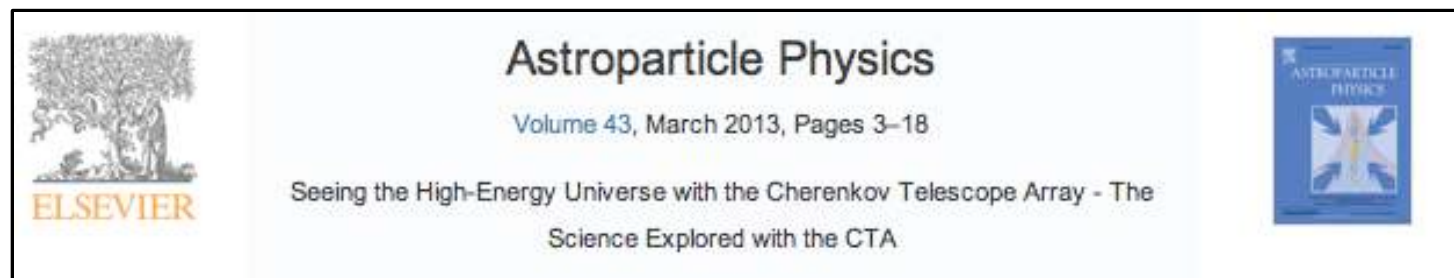 Astroparticle Physics
Volume 43, March 2013, Pages 3–18
Seeing the High-Energy Universe with the Cherenkov Telescope Array - The
Science Explored with the CTA
ELSEVIER
ASTROPARTICLE
PHYSICS